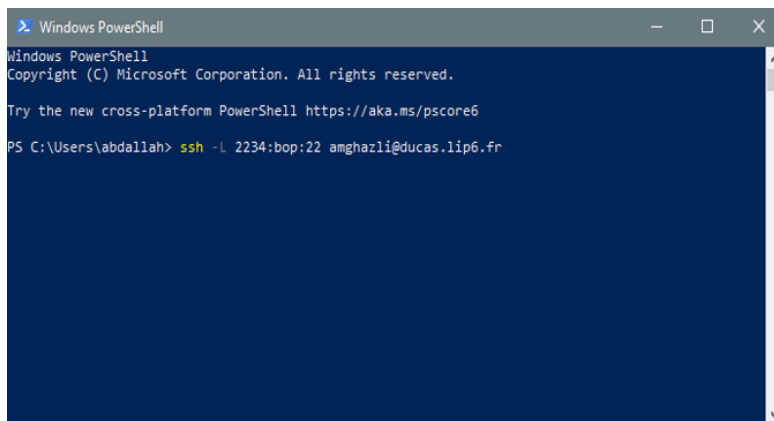 Windows PowerShell
Windows PowerShell
Copyright (C) Microsoft Corporation. All rights reserved.
Try the new cross-platform PowerShell https://aka.ms/pscore6
PS C:\Users\abdallah> ssh -L 2234:bop:22 amghazli@ducas.lip6.fr